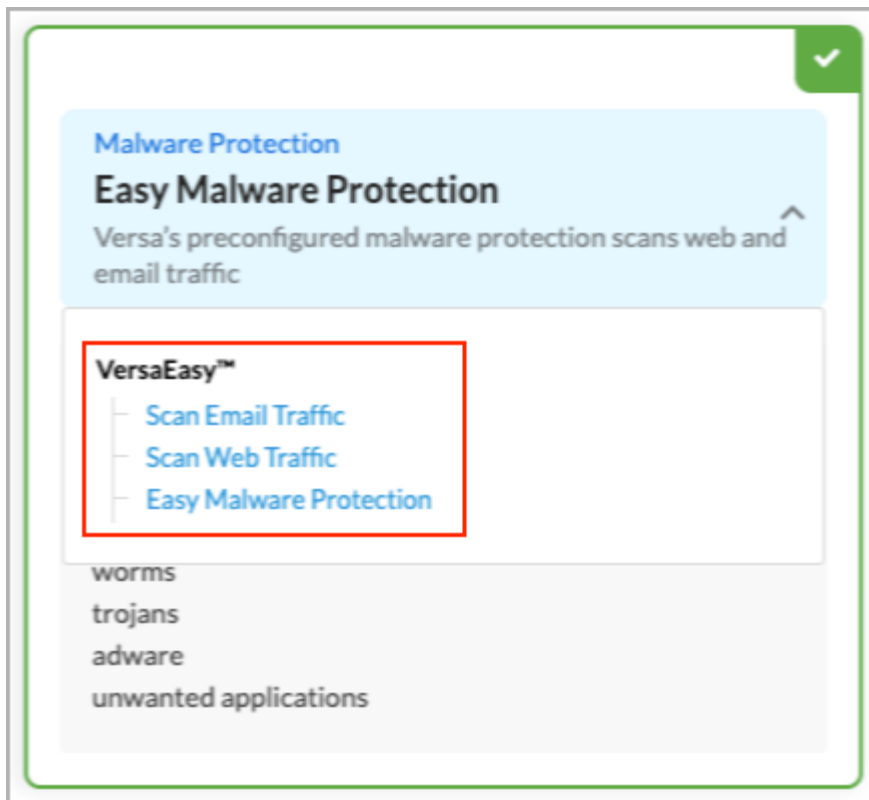 Malware Protection
Easy Malware Protection
Versa's preconfigured malware protection scans web and
email traffic
VersaEasy™
Scan Email Traffic
Scan Web Traffic
Easy Malware Protection
worms
trojans
adware
unwanted applications